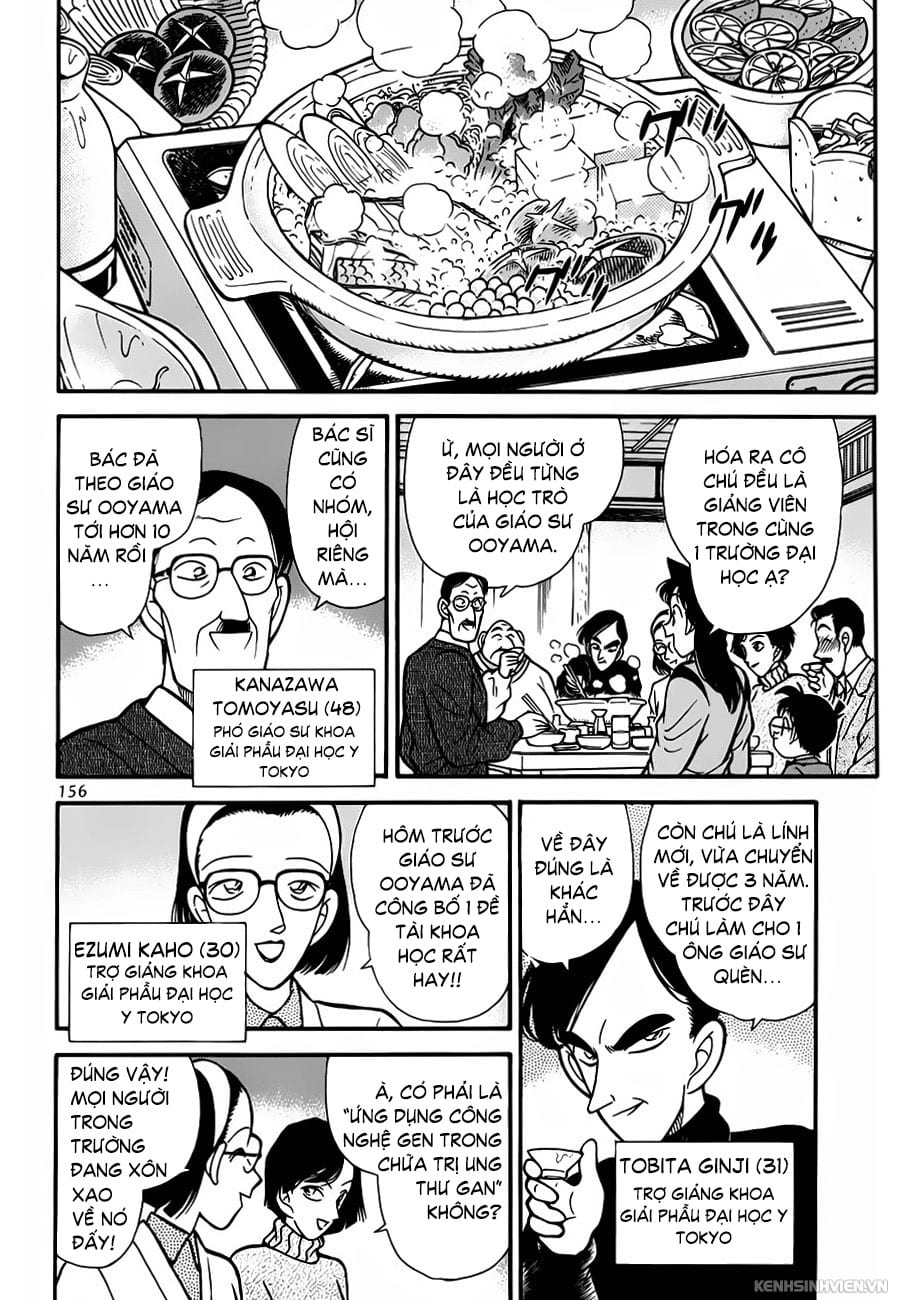 HÓA RA CÔ
CHÚ ĐỀU LÀ
GIẢNG VIÊN
TRONG CÙNG
1 TRƯỜNG ĐẠI
HỌC Ạ?
Ừ, MỌI NGƯỜI Ở
ĐÂY ĐỀU TỪNG
LÀ HỌC TRÒ
CỦA GIÁO SƯ
OOYAMA.
BÁC SĨ
CŨNG
CÓ
NHÓM,
HỘI
RIÊNG
MÀ...
BÁC ĐÃ
THEO GIÁO
SƯ OOYAMA
TỚI HƠN 10
NĂM RỒI
...
KANAZAWA
TOMOYASU (48)
PHÓ GIÁO SƯ KHOA
GIẢI PHẪU ĐẠI HỌC Y
TOKYO
156
CÒN CHÚ LÀ LÍNH
MỚI, VỪA CHUYỂN
VỀ ĐƯỢC 3 NĂM.
TRƯỚC ĐÂY
CHÚ LÀM CHO 1
ÔNG GIÁO SƯ
QUÈN...
VỀ ĐÂY
ĐÚNG LÀ
KHÁC
HẲN...
TOBITA GINJI (31)
TRỢ GIẢNG KHOA
GIẢI PHẪU ĐẠI HỌC Y
TOKYO
HÔM TRƯỚC
GIÁO SƯ
OOYAMA ĐÃ
CÔNG BỐ 1 ĐỀ
TÀI KHOA
HỌC RẤT
HAY!!
EZUMI KAHO (30)
TRỢ GIẢNG KHOA
GIẢI PHẪU ĐẠI HỌC
Y TOKYO
À, CÓ PHẢI LÀ
"ỨNG DỤNG CÔNG
NGHỆ GEN TRONG
CHỮA TRỊ UNG
THƯ GAN"
KHÔNG?
ĐÚNG VẬY!
MỌI NGƯỜI
TRONG
TRƯỜNG
ĐANG XÔN
XAO
VỀ NÓ
ĐẤY!
KENHSINHVIEN.VN